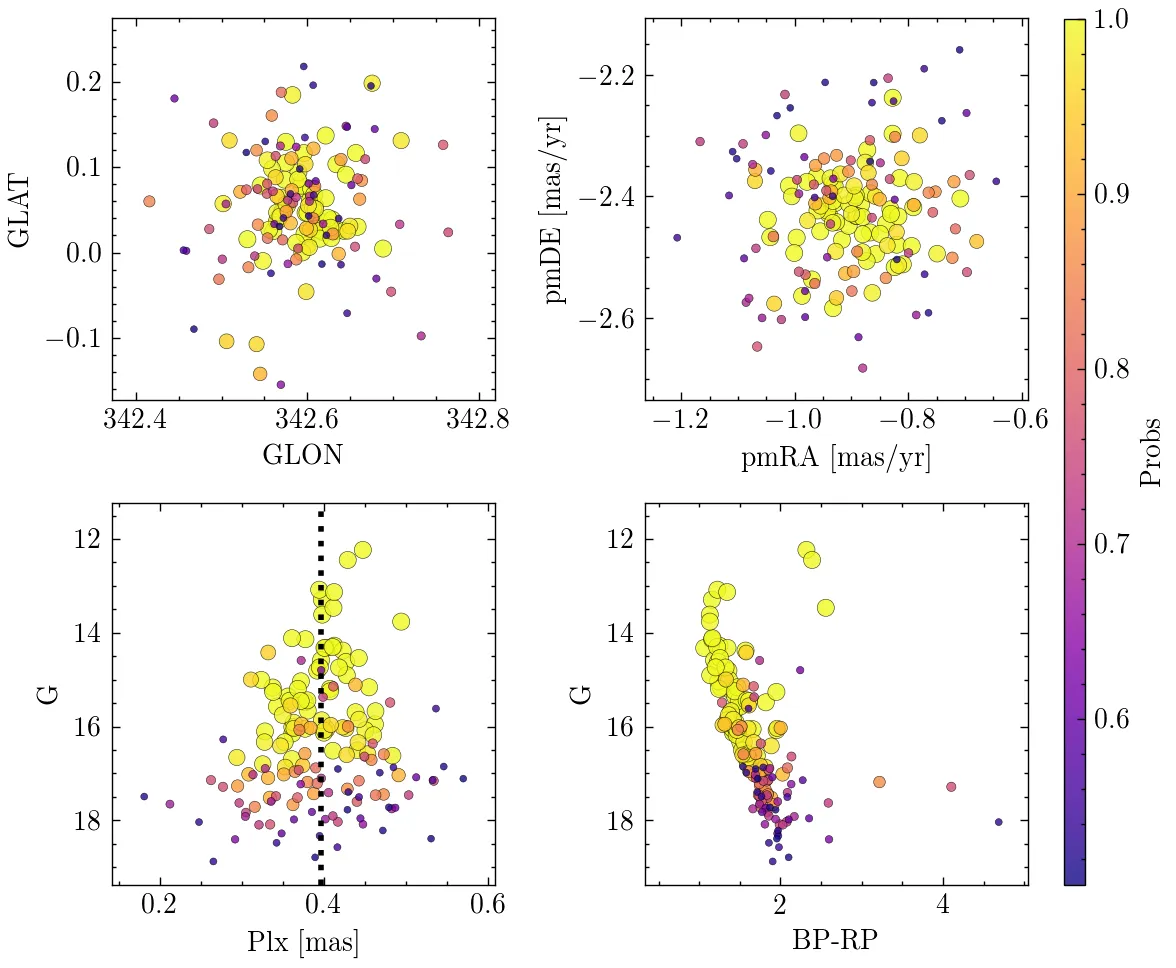 0.2
0.1
0.0
−0.1
GLAT
342.4 342.6 342.8
GLON
−2.2
−2.4
−2.6
pmDE [mas/yr]
−1.2 −1.0 −0.8 −0.6
pmRA [mas/yr]
1.0
0.9
0.8
0.7
0.6
Probs
12
14
16
18
G
0.2 0.4 0.6
Plx [mas]
12
14
16
18
G
2 4
BP-RP